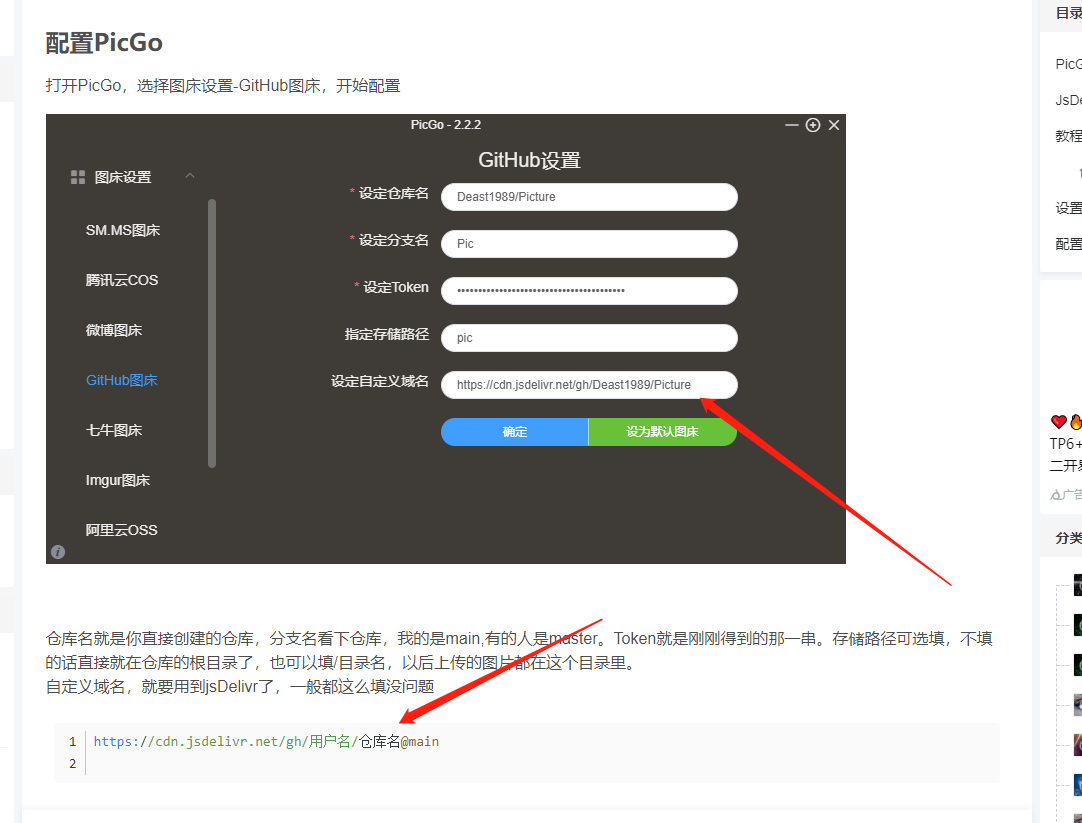 配置PicGo
打开PicGo，选择图床设置-GitHub图床，开始配置
PicGo - 2.2.2
图床设置
SM.MS图床
腾讯云COS
微博图床
GitHub图床
七牛图床
Imgur图床
阿里云OSS
GitHub设置
* 设定仓库名
Deast1989/Picture
* 设定分支名
Pic
* 设定Token
••••••••••••••••••••••••••••••••••••••••
指定存储路径
pic
设定自定义域名
https://cdn.jsdelivr.net/gh/Deast1989/Picture
确定
设为默认图床
仓库名就是你直接创建的仓库，分支名看下仓库，我的是main,有的人是master。Token就是刚刚得到的那一串。存储路径可选填，不填
的话直接就在仓库的根目录了，也可以填/目录名，以后上传的图片都在这个目录里。
自定义域名，就要用到jsDelivr了，一般都这么填没问题
1 https://cdn.jsdelivr.net/gh/用户名/仓库名@main
2
目录
PicG
JsDe
教程
设置
配置
TP6+
二开
广告
分类